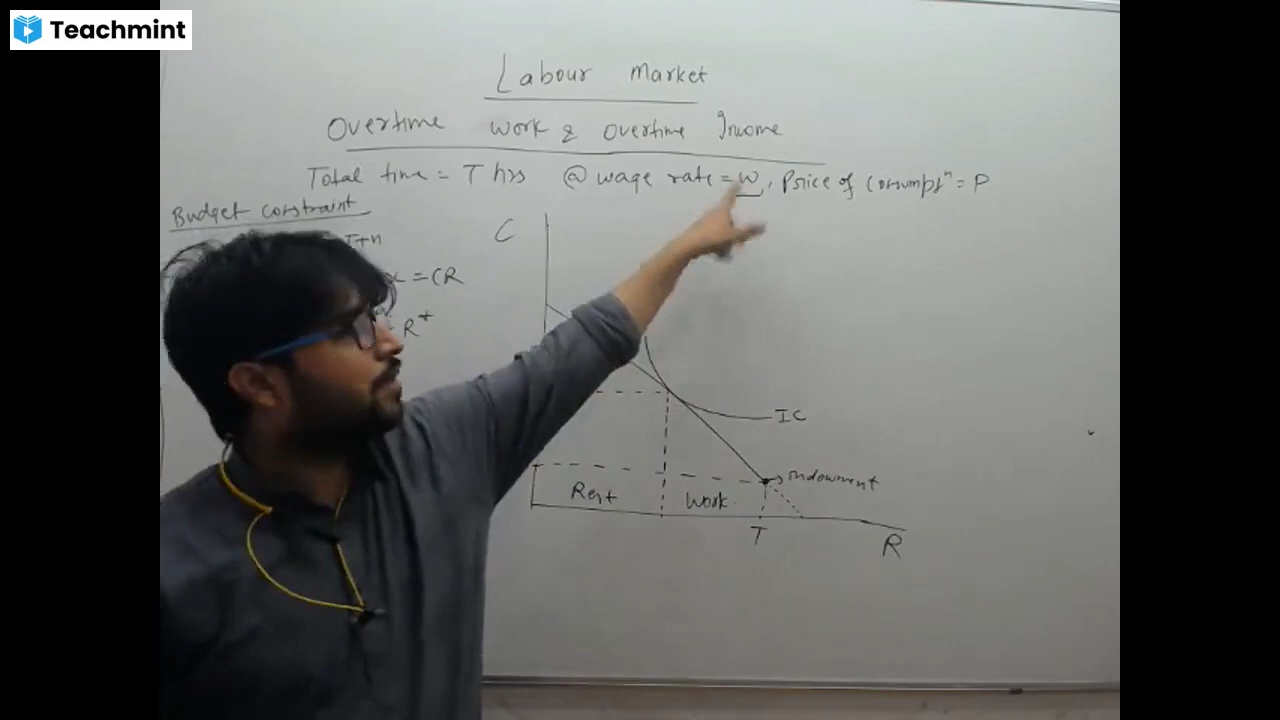 Teachmint
Labour Market
Overtime Work & Overtime Income
Total time = T hrs @ wage rate = w, Price of Consumptⁿ = P
Budget constraint
C
= CR
R*
IC
endowment
Rest
Work
T
R